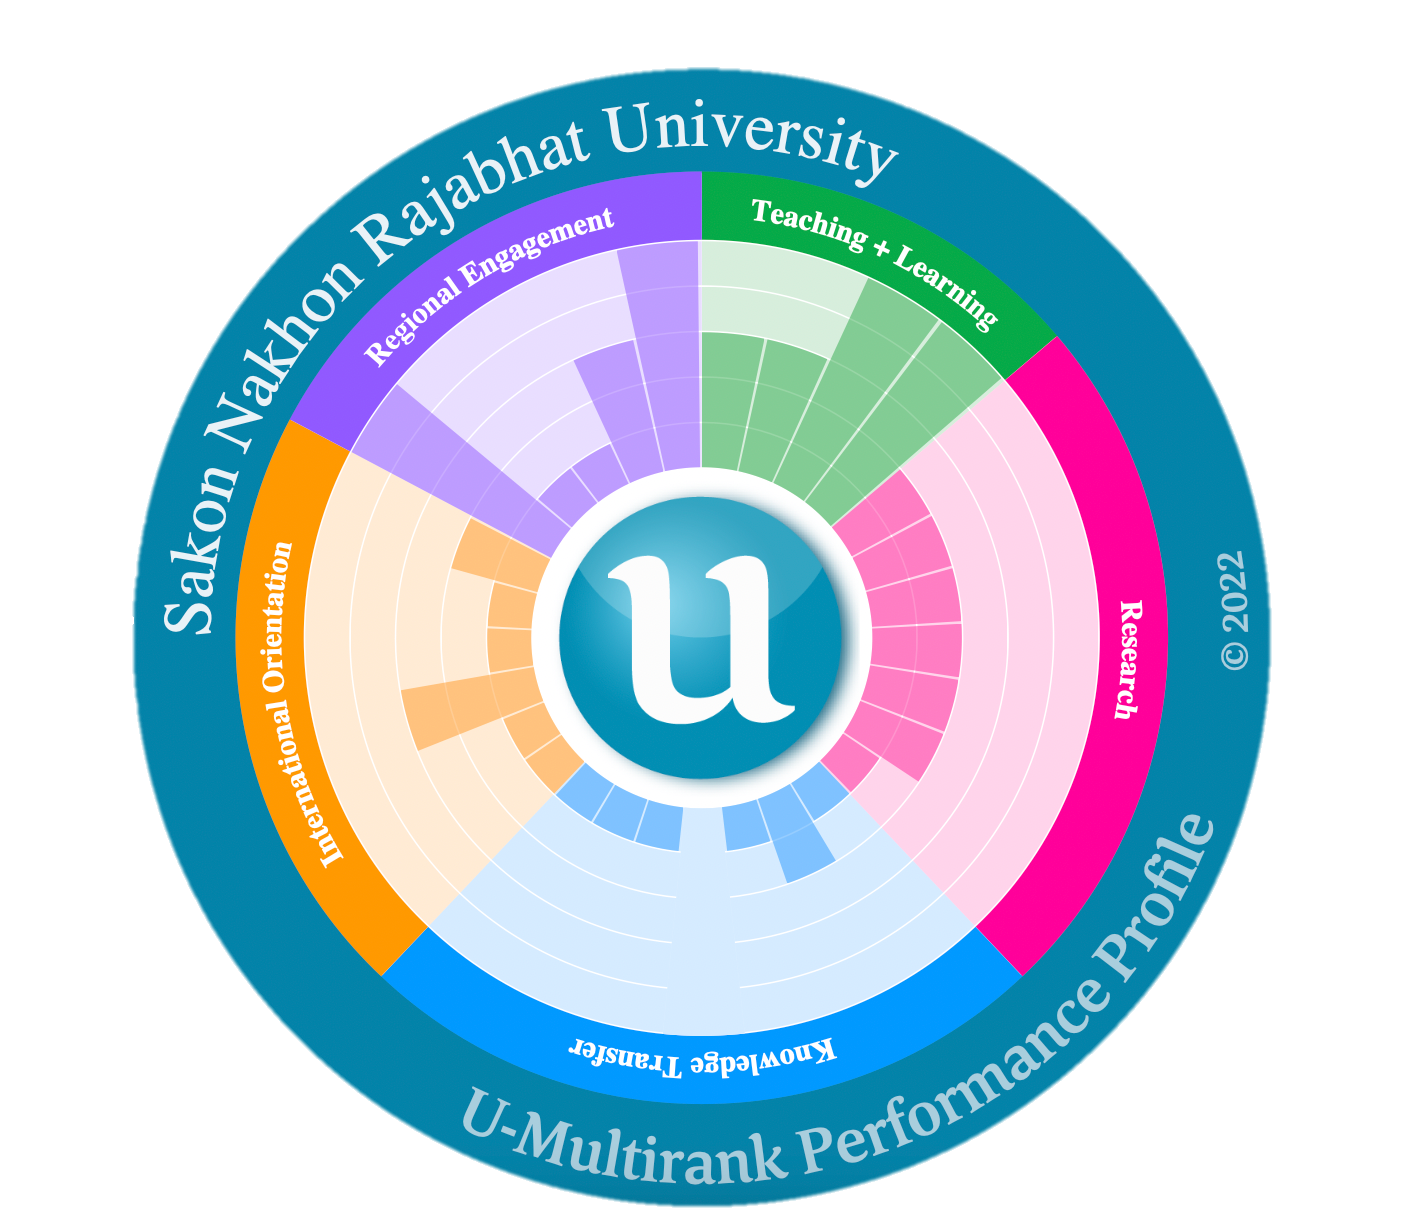 Sakon Nakhon Rajabhat University
Teaching + Learning
Research
Knowledge Transfer
International Orientation
Regional Engagement
u
© 2022
U-Multirank Performance Profile